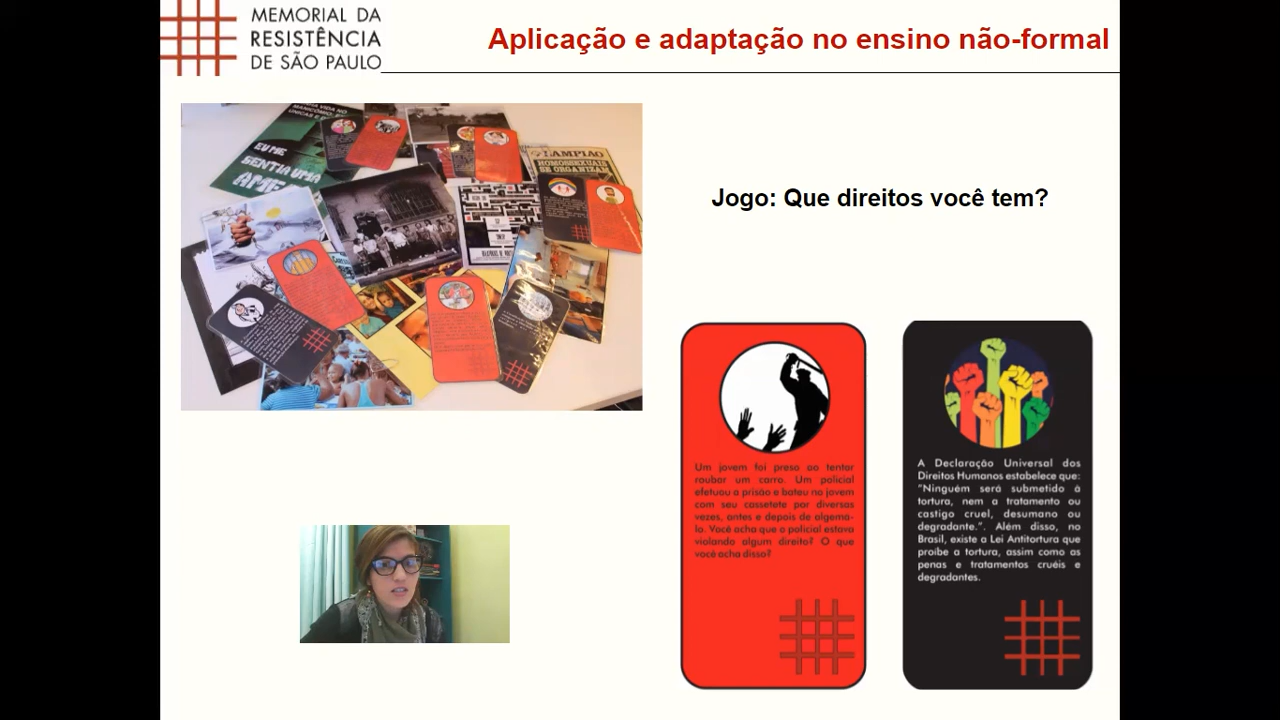 MEMORIAL DA
RESISTÊNCIA
DE SÃO PAULO
Aplicação e adaptação no ensino não-formal
EU ME
SENTIA UMA
LAMPIÃO
HOMOSSEXUAIS
SE ORGANIZAM
Jogo: Que direitos você tem?
Um jovem foi preso ao tentar
roubar um carro. Um policial
efetuou a prisão e bateu no jovem
com seu cassetete por diversas
vezes, antes e depois de algema-
lo. Você acha que o policial estava
violando algum direito? O que
você acha disso?
A Declaração Universal dos
Direitos Humanos estabelece que:
“Ninguém será submetido à
tortura, nem a tratamento ou
castigo cruel, desumano ou
degradante.”. Além disso, no
Brasil, existe a Lei Antitortura que
proíbe a tortura, assim como as
penas e tratamentos cruéis e
degradantes.